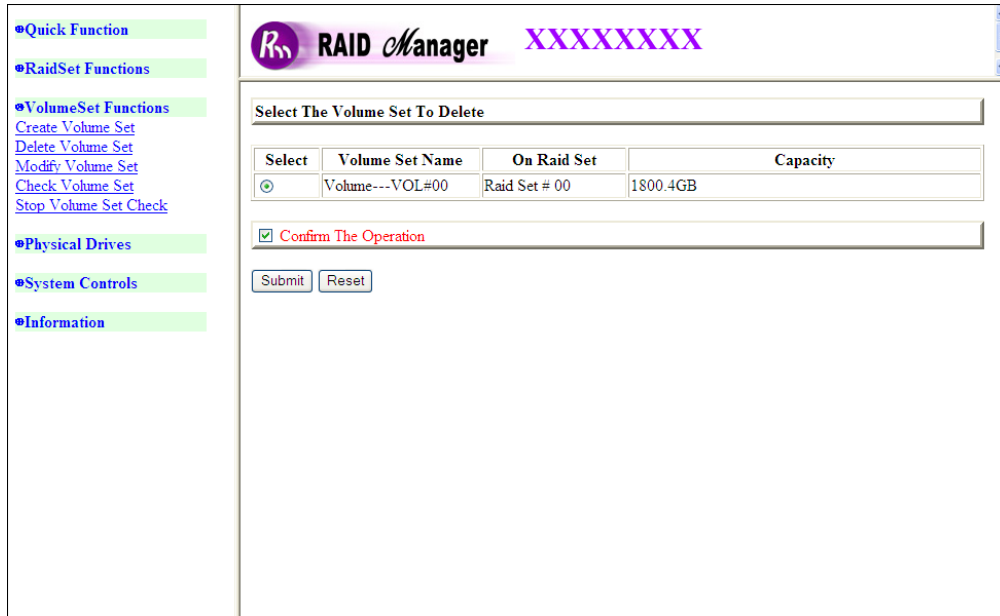 Quick Function
RaidSet Functions
VolumeSet Functions
Create Volume Set
Delete Volume Set
Modify Volume Set
Check Volume Set
Stop Volume Set Check
Physical Drives
System Controls
Information
Rm RAID Manager XXXXXXXX
Select The Volume Set To Delete
Select Volume Set Name On Raid Set Capacity
Volume---VOL#00 Raid Set # 00 1800.4GB
Confirm The Operation
Submit Reset